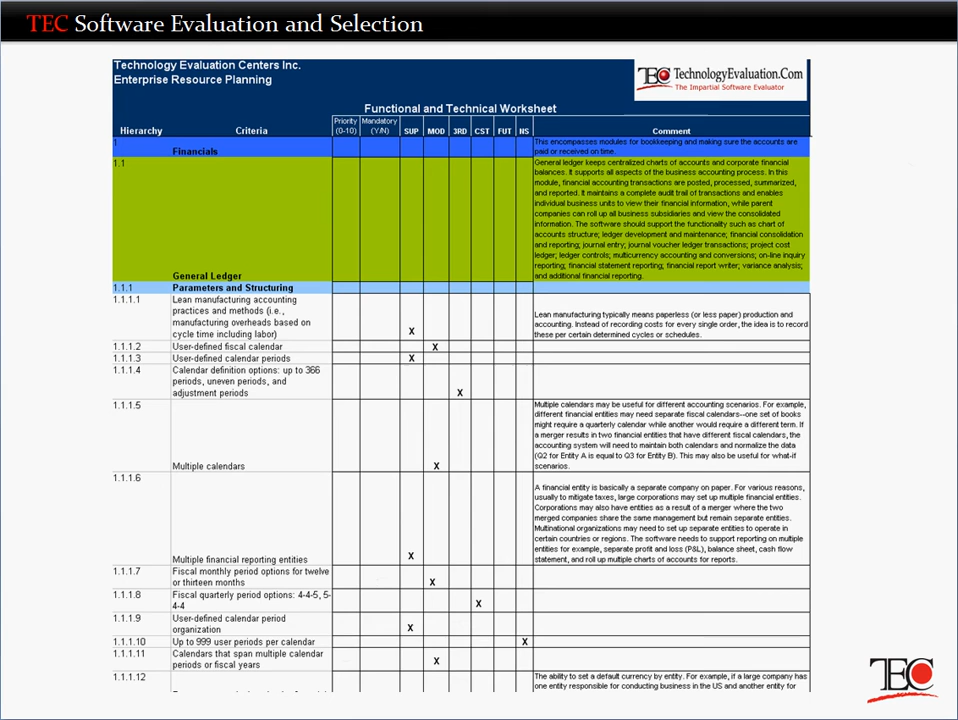 TEC Software Evaluation and Selection
Technology Evaluation Centers Inc.
Enterprise Resource Planning
TEC TechnologyEvaluation.Com
The Impartial Software Evaluator
Functional and Technical Worksheet
Hierarchy Criteria Priority (0-10) Mandatory (Y/N) SUP MOD 3RD CST FUT NS Comment
1 Financials
This encompasses modules for bookkeeping and making sure the accounts are
paid or received on time.
1.1 General Ledger
General ledger keeps centralized charts of accounts and corporate financial
balances. It supports all aspects of the business accounting process. In this
module, financial accounting transactions are posted, processed, summarized,
and reported. It maintains a complete audit trail of transactions and enables
individual business units to view their financial information, while parent
companies can roll up all business subsidiaries and view the consolidated
information. The software should support the functionality such as chart of
accounts structure; ledger development and maintenance; financial consolidation
and reporting; journal entry; journal voucher ledger transactions; project cost
ledger; ledger controls; multicurrency accounting and conversions; on-line inquiry
reporting; financial statement reporting; financial report writer; variance analysis;
and additional financial reporting.
1.1.1 Parameters and Structuring
1.1.1.1 Lean manufacturing accounting
practices and methods (i.e.,
manufacturing overheads based on
cycle time including labor) X
Lean manufacturing typically means paperless (or less paper) production and
accounting. Instead of recording costs for every single order, the idea is to record
these per certain determined cycles or schedules.
1.1.1.2 User-defined fiscal calendar X
1.1.1.3 User-defined calendar periods X
1.1.1.4 Calendar definition options: up to 366
periods, uneven periods, and
adjustment periods X
1.1.1.5 Multiple calendars X
Multiple calendars may be useful for different accounting scenarios. For example,
different financial entities may need separate fiscal calendars--one set of books
might require a quarterly calendar while another would require a different term. If
a merger results in two financial entities that have different fiscal calendars, the
accounting system will need to maintain both calendars and normalize the data
(Q2 for Entity A is equal to Q3 for Entity B). This may also be useful for what-if
scenarios.
1.1.1.6 Multiple financial reporting entities X
A financial entity is basically a separate company on paper. For various reasons,
usually to mitigate taxes, large corporations may set up multiple financial entities.
Corporations may also have entities as a result of a merger where the two
merged companies share the same management but remain separate entities.
Multinational organizations may need to set up separate entities to operate in
certain countries or regions. The software needs to support reporting on multiple
entities for example, separate profit and loss (P&L), balance sheet, cash flow
statement, and roll up multiple charts of accounts for reports.
1.1.1.7 Fiscal monthly period options for twelve
or thirteen months X
1.1.1.8 Fiscal quarterly period options: 4-4-5, 5-
4-4 X
1.1.1.9 User-defined calendar period
organization X
1.1.1.10 Up to 999 user periods per calendar X
1.1.1.11 Calendars that span multiple calendar
periods or fiscal years X
1.1.1.12
The ability to set a default currency by entity. For example, if a large company has
one entity responsible for conducting business in the US and another entity for
TEC